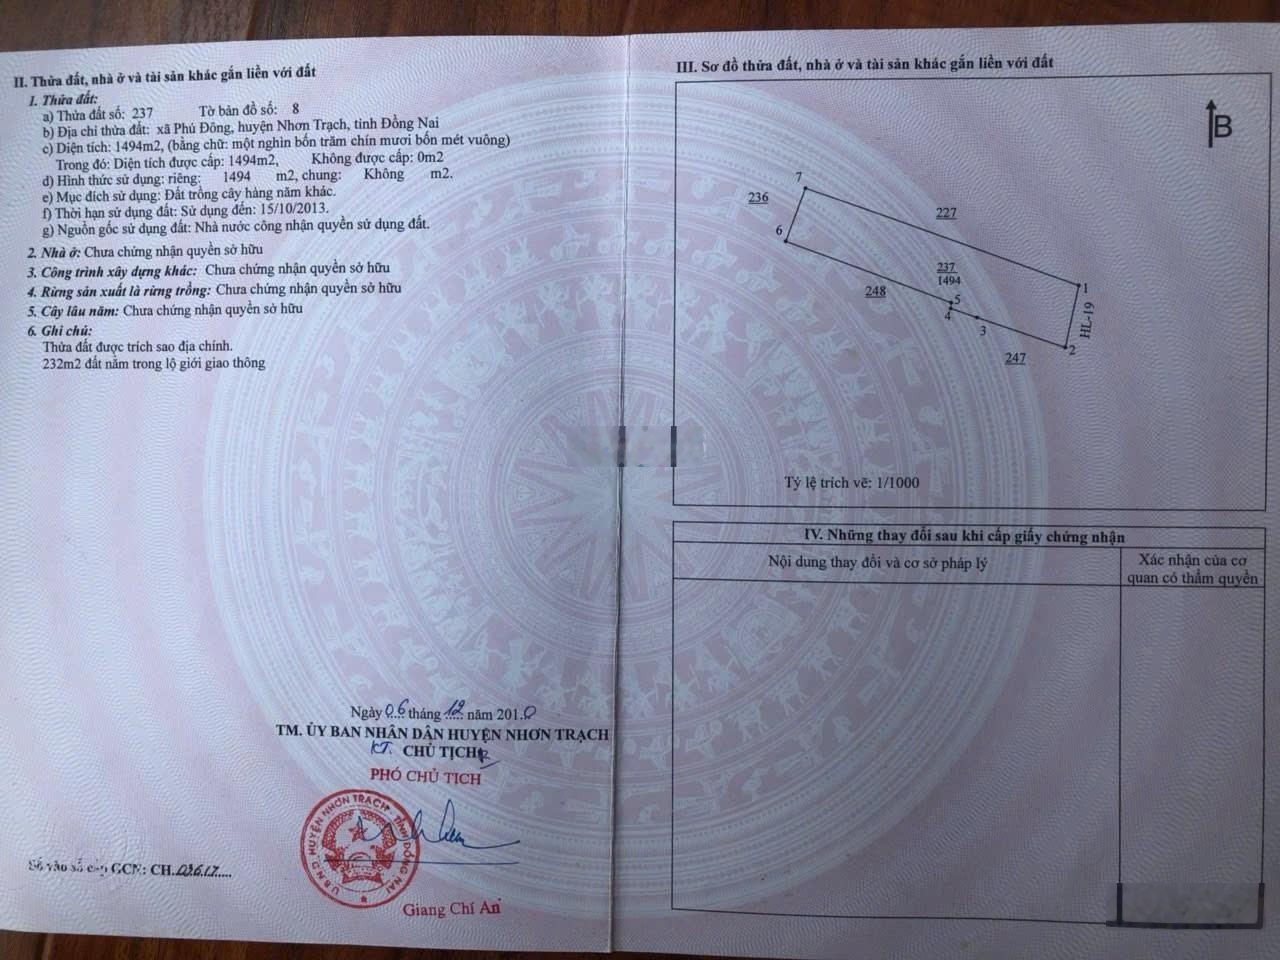 II. Thửa đất, nhà ở và tài sản khác gắn liền với đất
1. Thửa đất:
a) Thửa đất số: 237 Tờ bản đồ số: 8
b) Địa chỉ thửa đất: xã Phú Đông, huyện Nhơn Trạch, tỉnh Đồng Nai
c) Diện tích: 1494m2, (bằng chữ: một nghìn bốn trăm chín mươi bốn mét vuông)
Trong đó: Diện tích được cấp: 1494m2, Không được cấp: 0m2
d) Hình thức sử dụng: riêng: 1494 m2, chung: Không m2.
e) Mục đích sử dụng: Đất trồng cây hàng năm khác.
f) Thời hạn sử dụng đất: Sử dụng đến: 15/10/2013.
g) Nguồn gốc sử dụng đất: Nhà nước công nhận quyền sử dụng đất.
2. Nhà ở: Chưa chứng nhận quyền sở hữu
3. Công trình xây dựng khác: Chưa chứng nhận quyền sở hữu
4. Rừng sản xuất là rừng trồng: Chưa chứng nhận quyền sở hữu
5. Cây lâu năm: Chưa chứng nhận quyền sở hữu
6. Ghi chú:
Thửa đất được trích sao địa chính.
232m2 đất nằm trong lộ giới giao thông
Ngày 06 tháng 12 năm 2010
TM. ỦY BAN NHÂN DÂN HUYỆN NHƠN TRẠCH
KT. CHỦ TỊCH
PHÓ CHỦ TỊCH
U.B.N.D. HUYỆN NHƠN TRẠCH TỈNH ĐỒNG NAI
Giang Chí An
Số vào sổ cấp GCN: CH
III. Sơ đồ thửa đất, nhà ở và tài sản khác gắn liền với đất
B
7
236
227
6
237
1494
248
5
4
3
1
HL-19
2
247
Tỷ lệ trích vẽ: 1/1000
IV. Những thay đổi sau khi cấp giấy chứng nhận
Nội dung thay đổi và cơ sở pháp lý
Xác nhận của cơ
quan có thẩm quyền